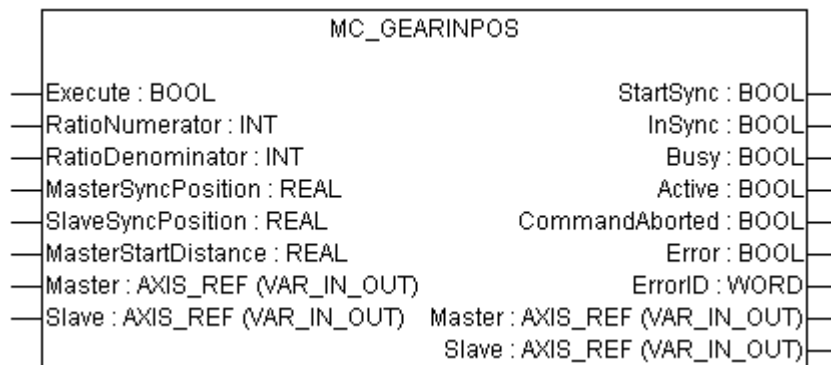 MC_GEARINPOS
Execute : BOOL StartSync : BOOL
RatioNumerator : INT InSync : BOOL
RatioDenominator : INT Busy : BOOL
MasterSyncPosition : REAL Active : BOOL
SlaveSyncPosition : REAL CommandAborted : BOOL
MasterStartDistance : REAL Error : BOOL
Master : AXIS_REF (VAR_IN_OUT) ErrorID : WORD
Slave : AXIS_REF (VAR_IN_OUT) Master : AXIS_REF (VAR_IN_OUT)
Slave : AXIS_REF (VAR_IN_OUT)